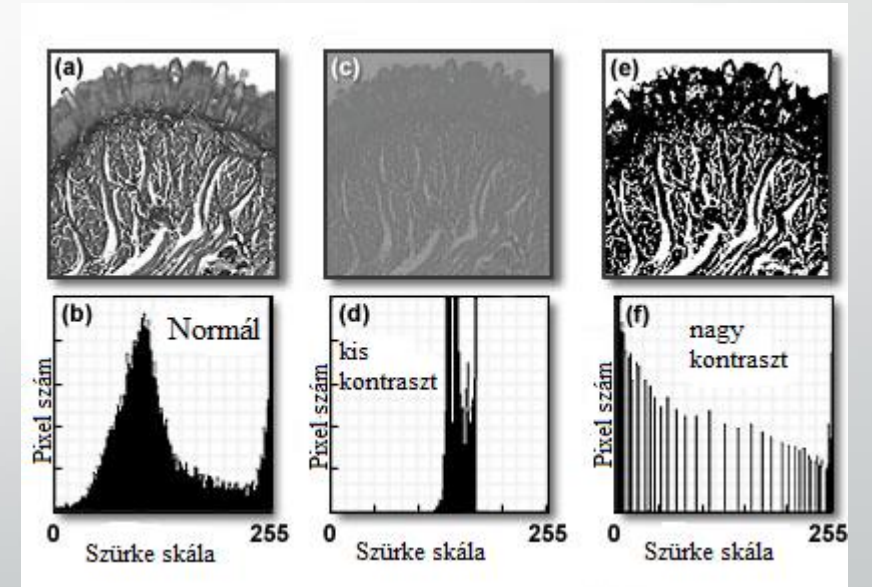 (a)
(c)
(e)
(b)
Normál
Pixel szám
0
255
Szürke skála
(d)
kis
kontraszt
Pixel szám
0
255
Szürke skála
(f)
nagy
kontraszt
Pixel szám
0
255
Szürke skála